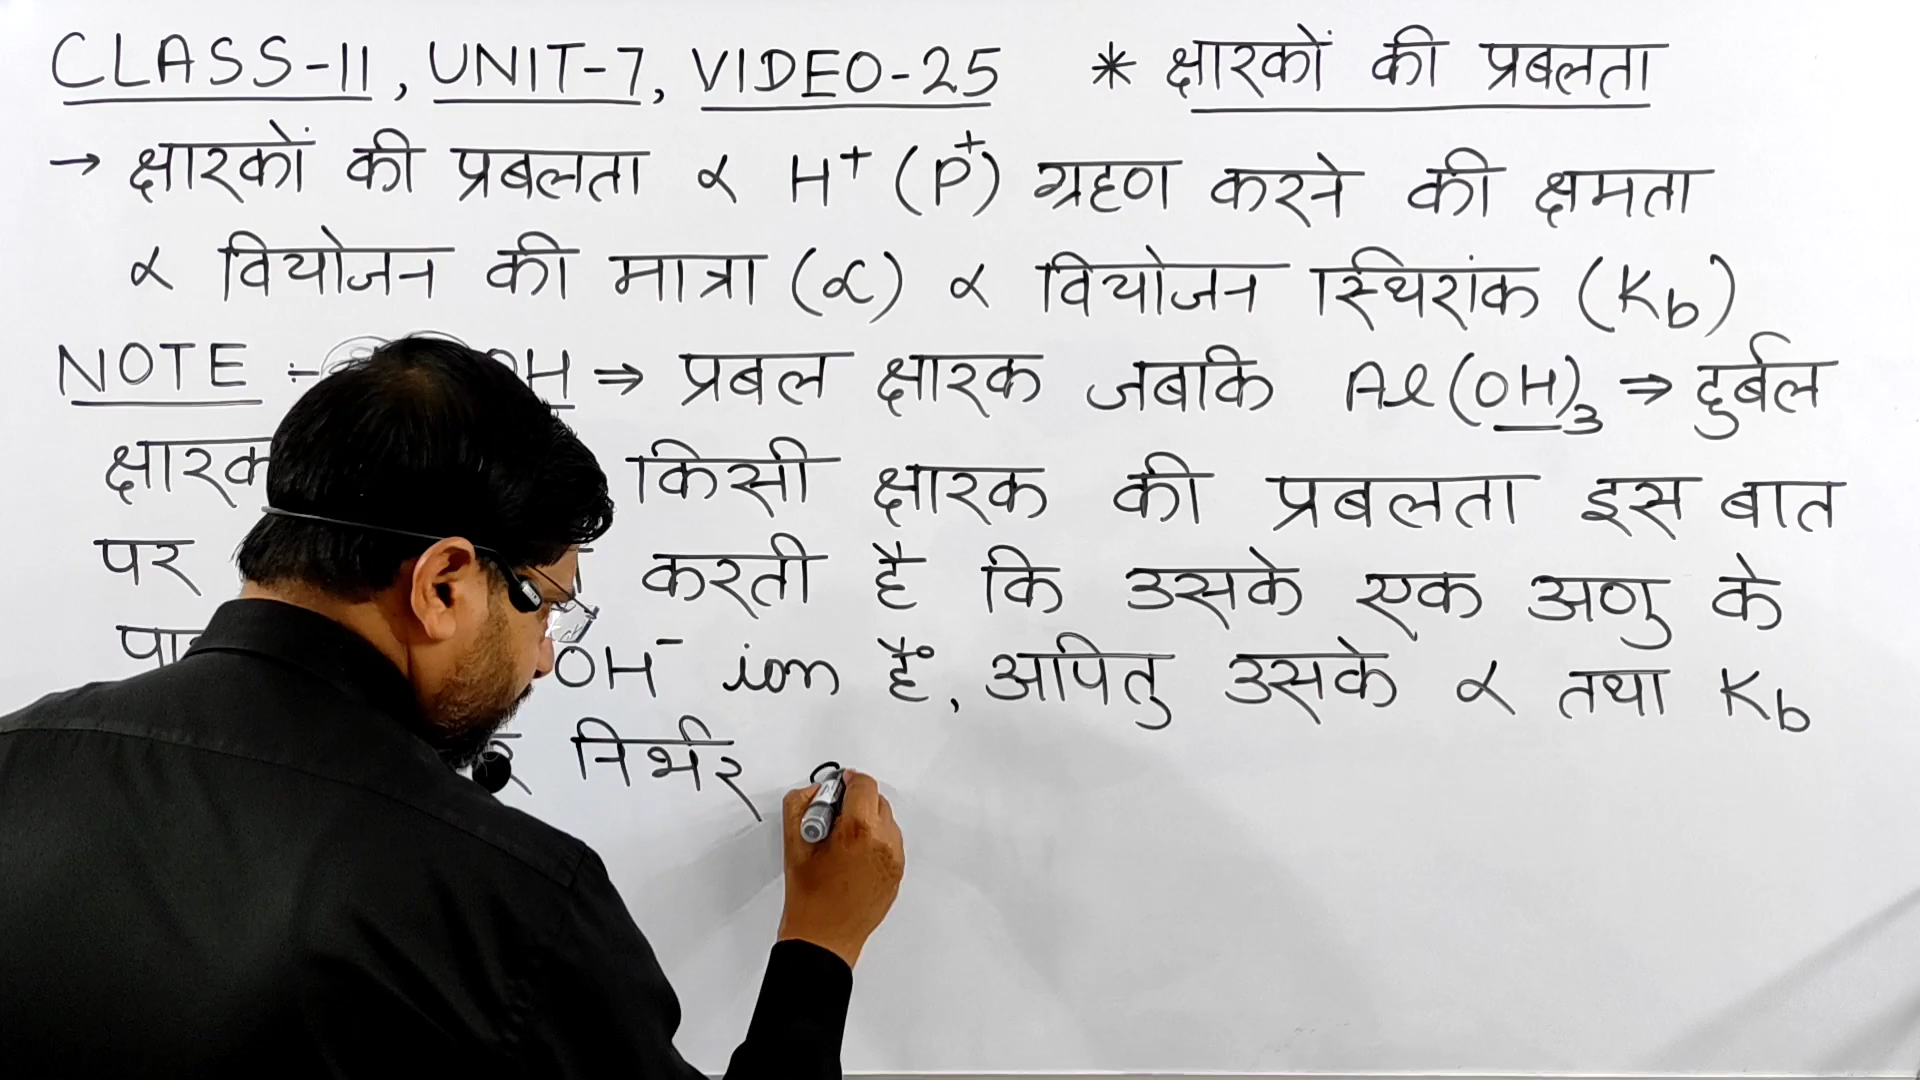 CLASS-11, UNIT-7, VIDEO-25 * क्षारकों की प्रबलता
→ क्षारकों की प्रबलता ∝ H⁺ (P⁺) ग्रहण करने की क्षमता
∝ वियोजन की मात्रा (α) ∝ वियोजन स्थिरांक (Kb)
NOTE :- OH ⇒ प्रबल क्षारक जबकि Al(OH)₃ ⇒ दुर्बल
क्षारक किसी क्षारक की प्रबलता इस बात
पर करती है कि उसके एक अणु के
OH⁻ ion हैं, अपितु उसके α तथा Kb
निर्भर